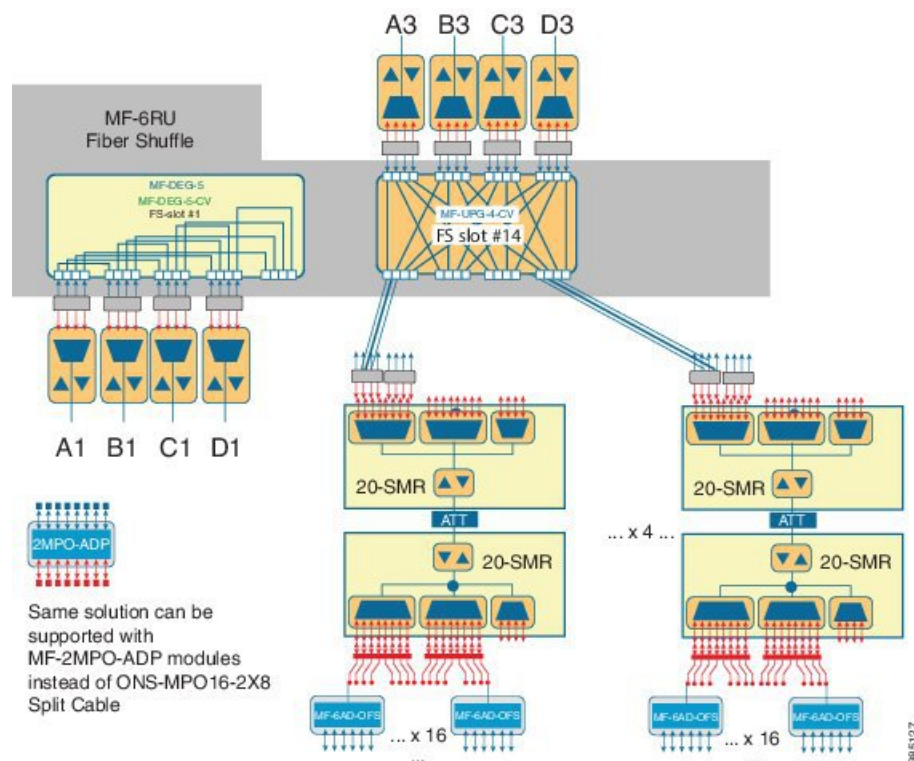 A3 B3 C3 D3
MF-6RU
Fiber Shuffle
MF-DEG-5
MF-DEG-5-CV
FS-slot #1
MF-UPG-4-CV
FS slot #14
A1 B1 C1 D1
20-SMR
20-SMR
ATT
ATT
... x 4 ...
20-SMR
20-SMR
2MPO-ADP
Same solution can be
supported with
MF-2MPO-ADP modules
instead of ONS-MPO16-2X8
Split Cable
MF-6AD-OFS
MF-6AD-OFS
MF-6AD-OFS
MF-6AD-OFS
... x 16
... x 16
...